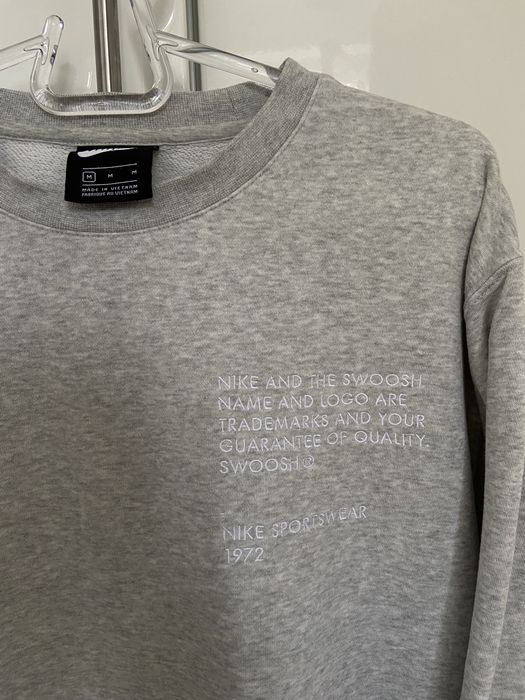 M M M
MADE IN VIETNAM
FABRIQUÉ AU VIETNAM
NIKE AND THE SWOOSH
NAME AND LOGO ARE
TRADEMARKS AND YOUR
GUARANTEE OF QUALITY.
SWOOSH®
NIKE SPORTSWEAR
1972